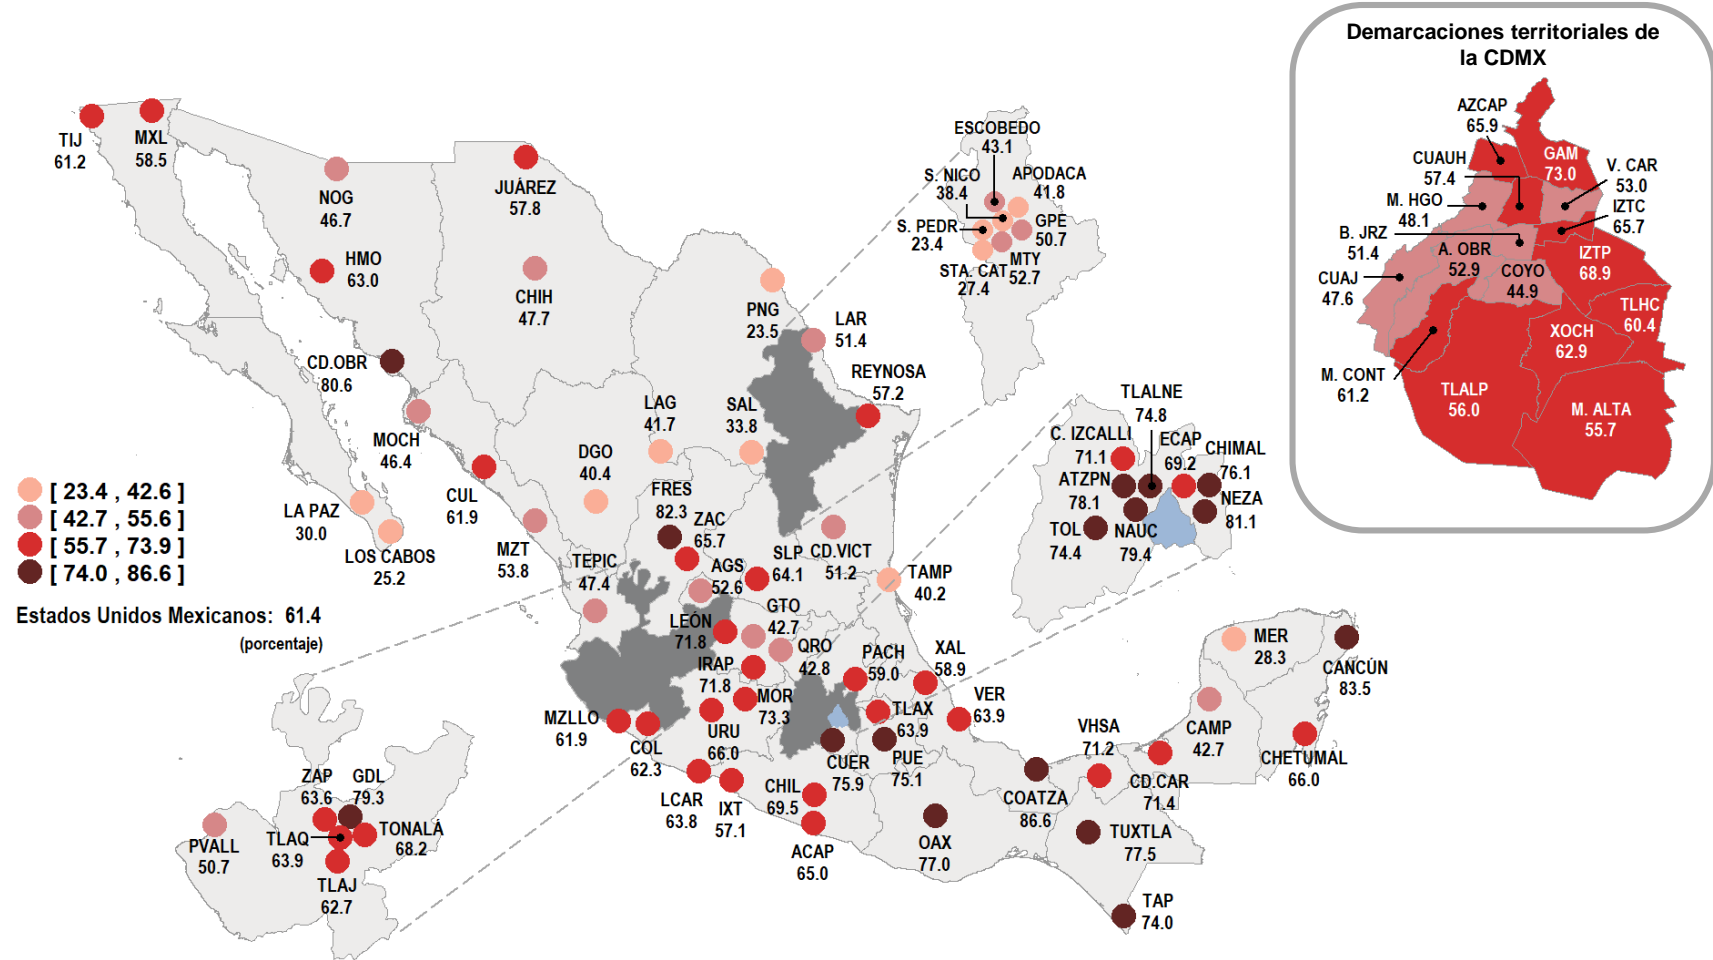 Demarcaciones territoriales de
la CDMX
AZCAP
65.9
CUAUH
57.4
GAM
73.0
V. CAR
53.0
M. HGO
48.1
IZTC
65.7
B. JRZ
51.4
A. OBR
52.9
COYO
44.9
IZTP
68.9
CUAJ
47.6
TLHC
60.4
XOCH
62.9
M. CONT
61.2
TLALP
56.0
M. ALTA
55.7
TIJ
61.2
MXL
58.5
NOG
46.7
JUÁREZ
57.8
HMO
63.0
CHIH
47.7
CD.OBR
80.6
MOCH
46.4
CUL
61.9
LA PAZ
30.0
LOS CABOS
25.2
MZT
53.8
DGO
40.4
LAG
41.7
SAL
33.8
PNG
23.5
LAR
51.4
REYNOSA
57.2
ESCOBEDO
43.1
S. NICO
38.4
APODACA
41.8
S. PEDR
23.4
GPE
50.7
STA. CAT
27.4
MTY
52.7
FRES
82.3
ZAC
65.7
TEPIC
47.4
AGS
52.6
SLP
64.1
CD.VICT
51.2
TAMP
40.2
LEÓN
71.8
GTO
42.7
QRO
42.8
IRAP
71.8
PACH
59.0
XAL
58.9
MZLLO
61.9
COL
62.3
URU
66.0
MOR
73.3
TLAX
63.9
VER
63.9
CUER
75.9
PUE
75.1
LCAR
63.8
IXT
57.1
CHIL
69.5
ACAP
65.0
OAX
77.0
COATZA
86.6
VHSA
71.2
CD.CAR
71.4
TUXTLA
77.5
TAP
74.0
CAMP
42.7
MER
28.3
CANCÚN
83.5
CHETUMAL
66.0
TLALNE
74.8
C. IZCALLI
71.1
ECAP
69.2
CHIMAL
76.1
ATZPN
78.1
NEZA
81.1
TOL
74.4
NAUC
79.4
ZAP
63.6
GDL
79.3
PVALL
50.7
TLAQ
63.9
TONALÁ
68.2
TLAJ
62.7
[ 23.4 , 42.6 ]
[ 42.7 , 55.6 ]
[ 55.7 , 73.9 ]
[ 74.0 , 86.6 ]
Estados Unidos Mexicanos: 61.4
(porcentaje)